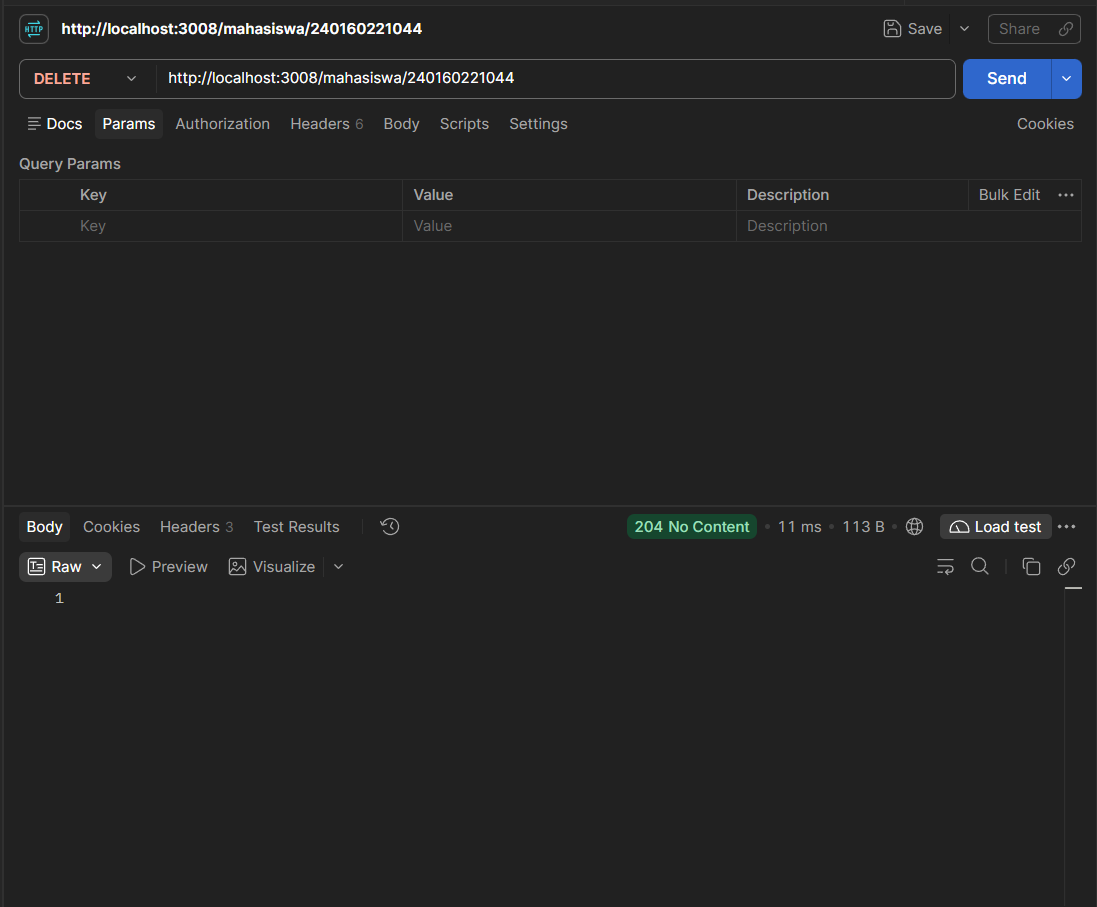 HTTP http://localhost:3008/mahasiswa/240160221044 Save Share
DELETE http://localhost:3008/mahasiswa/240160221044 Send
Docs Params Authorization Headers 6 Body Scripts Settings Cookies
Query Params
Key Value Description Bulk Edit
Key Value Description
Body Cookies Headers 3 Test Results 204 No Content 11 ms 113 B Load test
Raw Preview Visualize
1